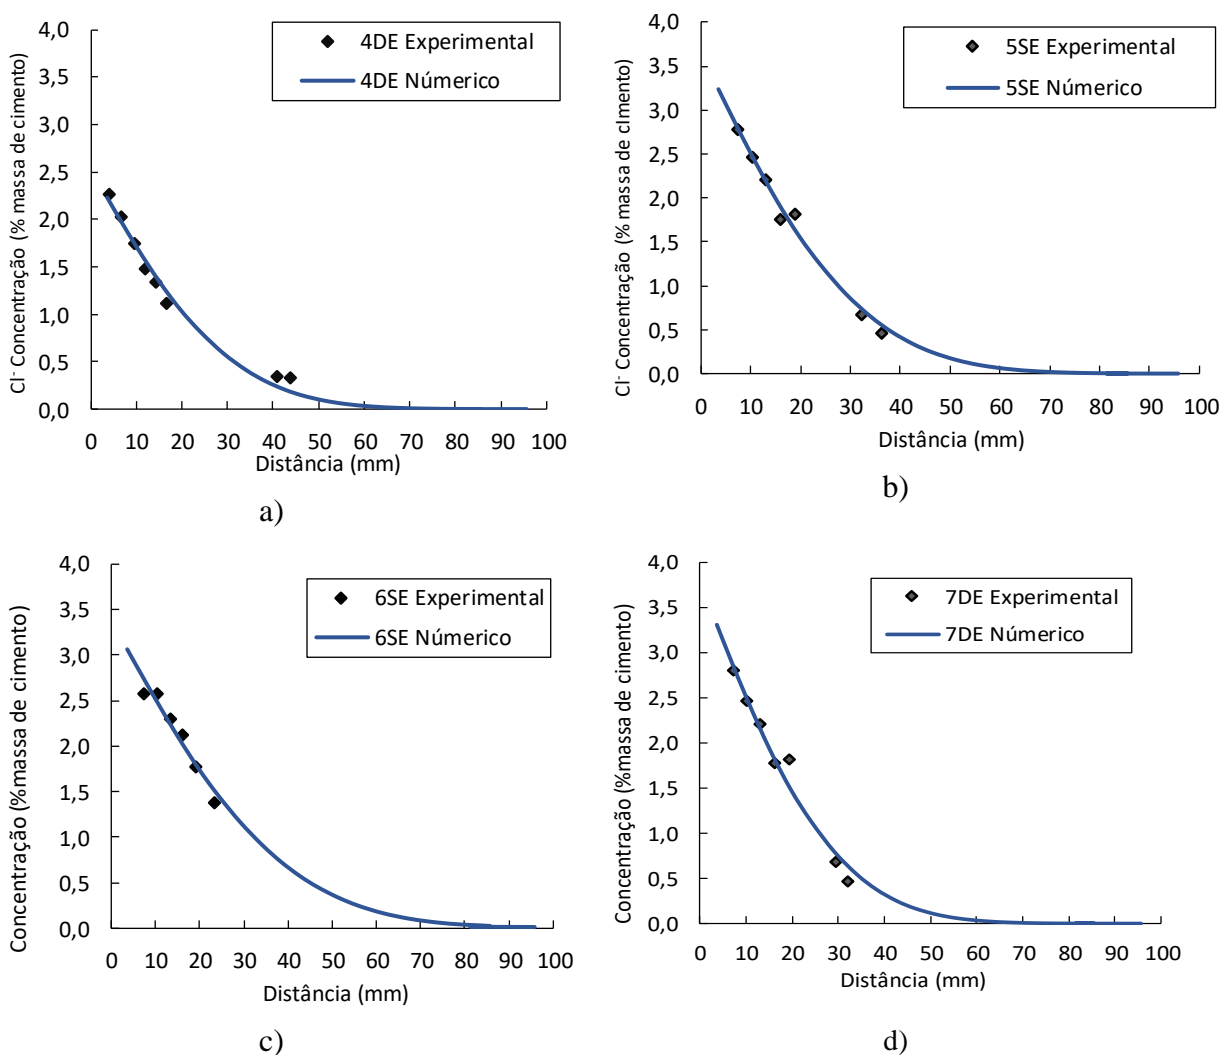 4,0
3,5
3,0
2,5
2,0
1,5
1,0
0,5
0,0
Cl⁻ Concentração (% massa de cimento)
4DE Experimental
4DE Númerico
0 10 20 30 40 50 60 70 80 90 100
Distância (mm)
a)
4,0
3,5
3,0
2,5
2,0
1,5
1,0
0,5
0,0
Cl⁻ Concentração (% massa de cImento)
5SE Experimental
5SE Númerico
0 10 20 30 40 50 60 70 80 90 100
Distância (mm)
b)
4,0
3,5
3,0
2,5
2,0
1,5
1,0
0,5
0,0
Concentração (%massa de cimento)
6SE Experimental
6SE Númerico
0 10 20 30 40 50 60 70 80 90 100
Distância (mm)
c)
4,0
3,5
3,0
2,5
2,0
1,5
1,0
0,5
0,0
Concentração (%massa de cimento)
7DE Experimental
7DE Númerico
0 10 20 30 40 50 60 70 80 90 100
Distância (mm)
d)